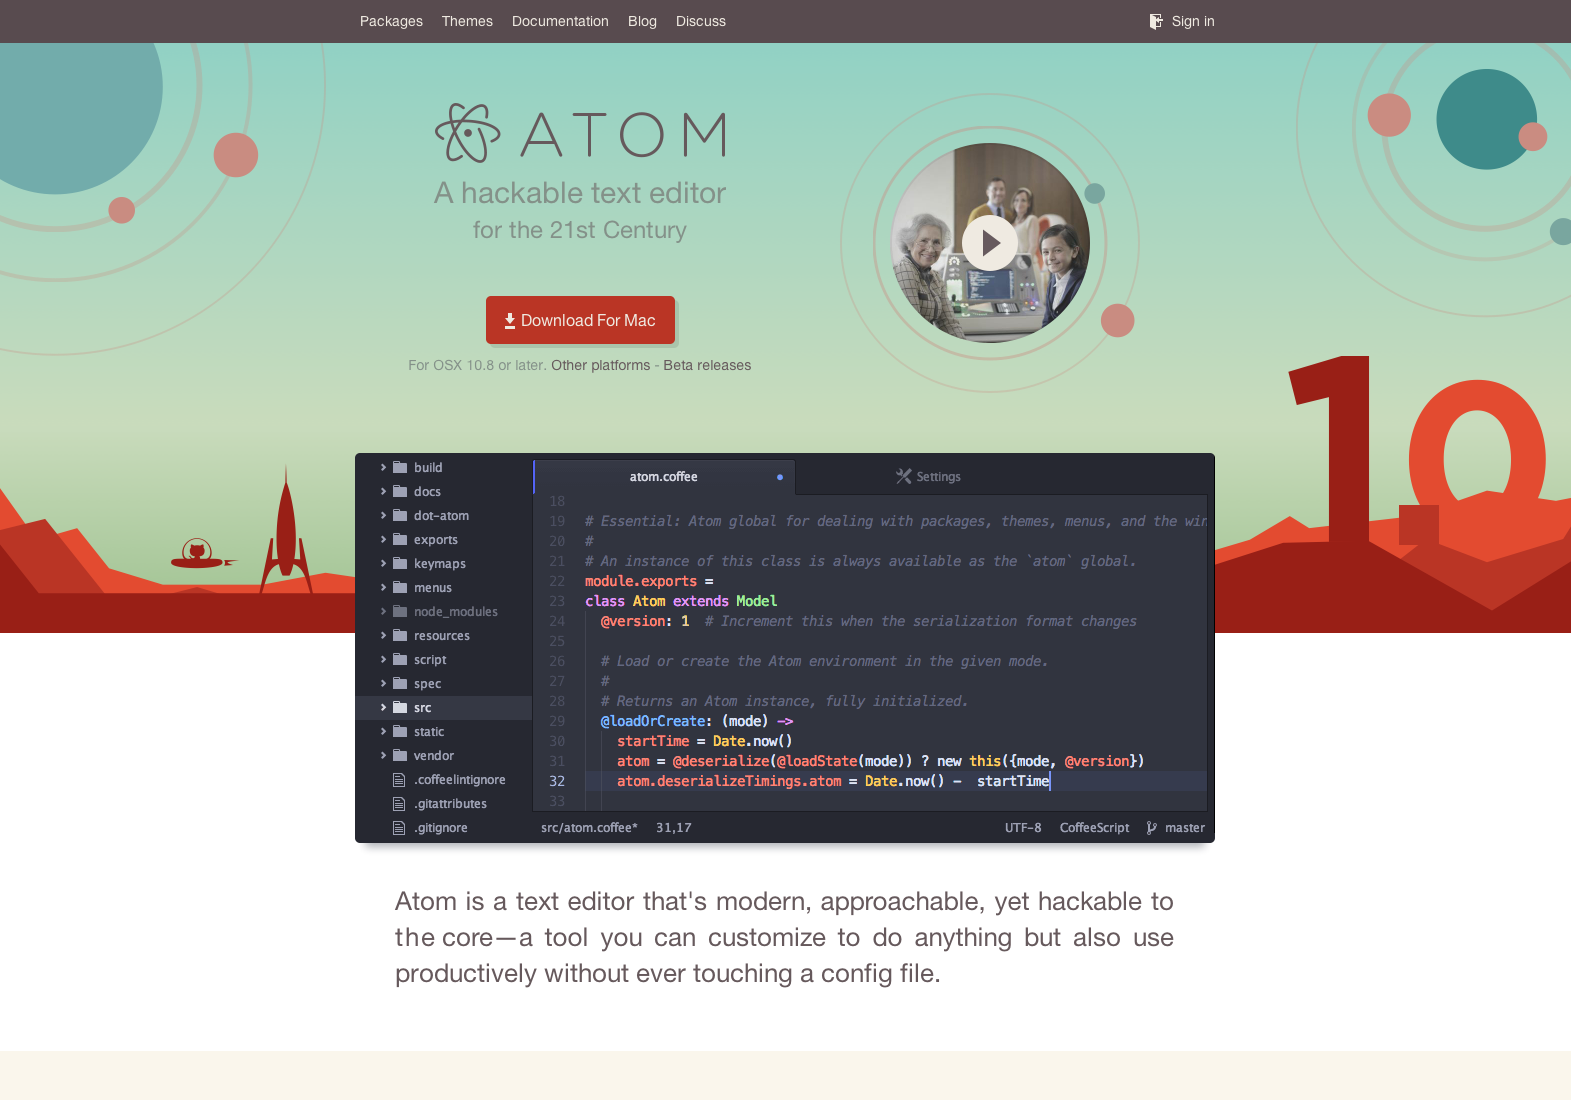 Packages Themes Documentation Blog Discuss Sign in
ATOM
A hackable text editor
for the 21st Century
Download For Mac
For OSX 10.8 or later. Other platforms - Beta releases
1.0
build
docs
dot-atom
exports
keymaps
menus
node_modules
resources
script
spec
src
static
vendor
.coffeelintignore
.gitattributes
.gitignore
atom.coffee Settings
18
19 # Essential: Atom global for dealing with packages, themes, menus, and the win
20 #
21 # An instance of this class is always available as the `atom` global.
22 module.exports =
23 class Atom extends Model
24 @version: 1 # Increment this when the serialization format changes
25
26 # Load or create the Atom environment in the given mode.
27 #
28 # Returns an Atom instance, fully initialized.
29 @loadOrCreate: (mode) ->
30 startTime = Date.now()
31 atom = @deserialize(@loadState(mode)) ? new this({mode, @version})
32 atom.deserializeTimings.atom = Date.now() - startTime
33
src/atom.coffee* 31,17 UTF-8 CoffeeScript master
Atom is a text editor that's modern, approachable, yet hackable to
the core—a tool you can customize to do anything but also use
productively without ever touching a config file.